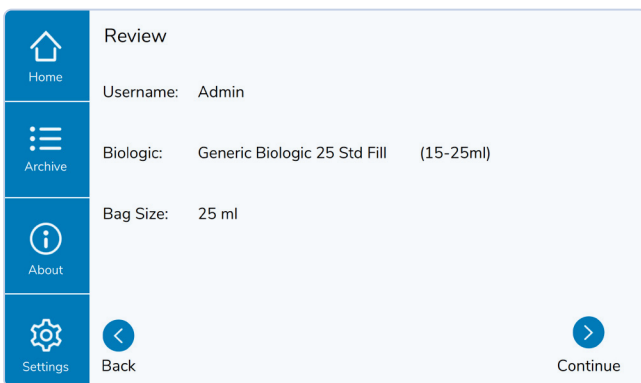 Review
Home
Username: Admin
Biologic: Generic Biologic 25 Std Fill (15-25ml)
Archive
Bag Size: 25 ml
About
Settings
Back
Continue